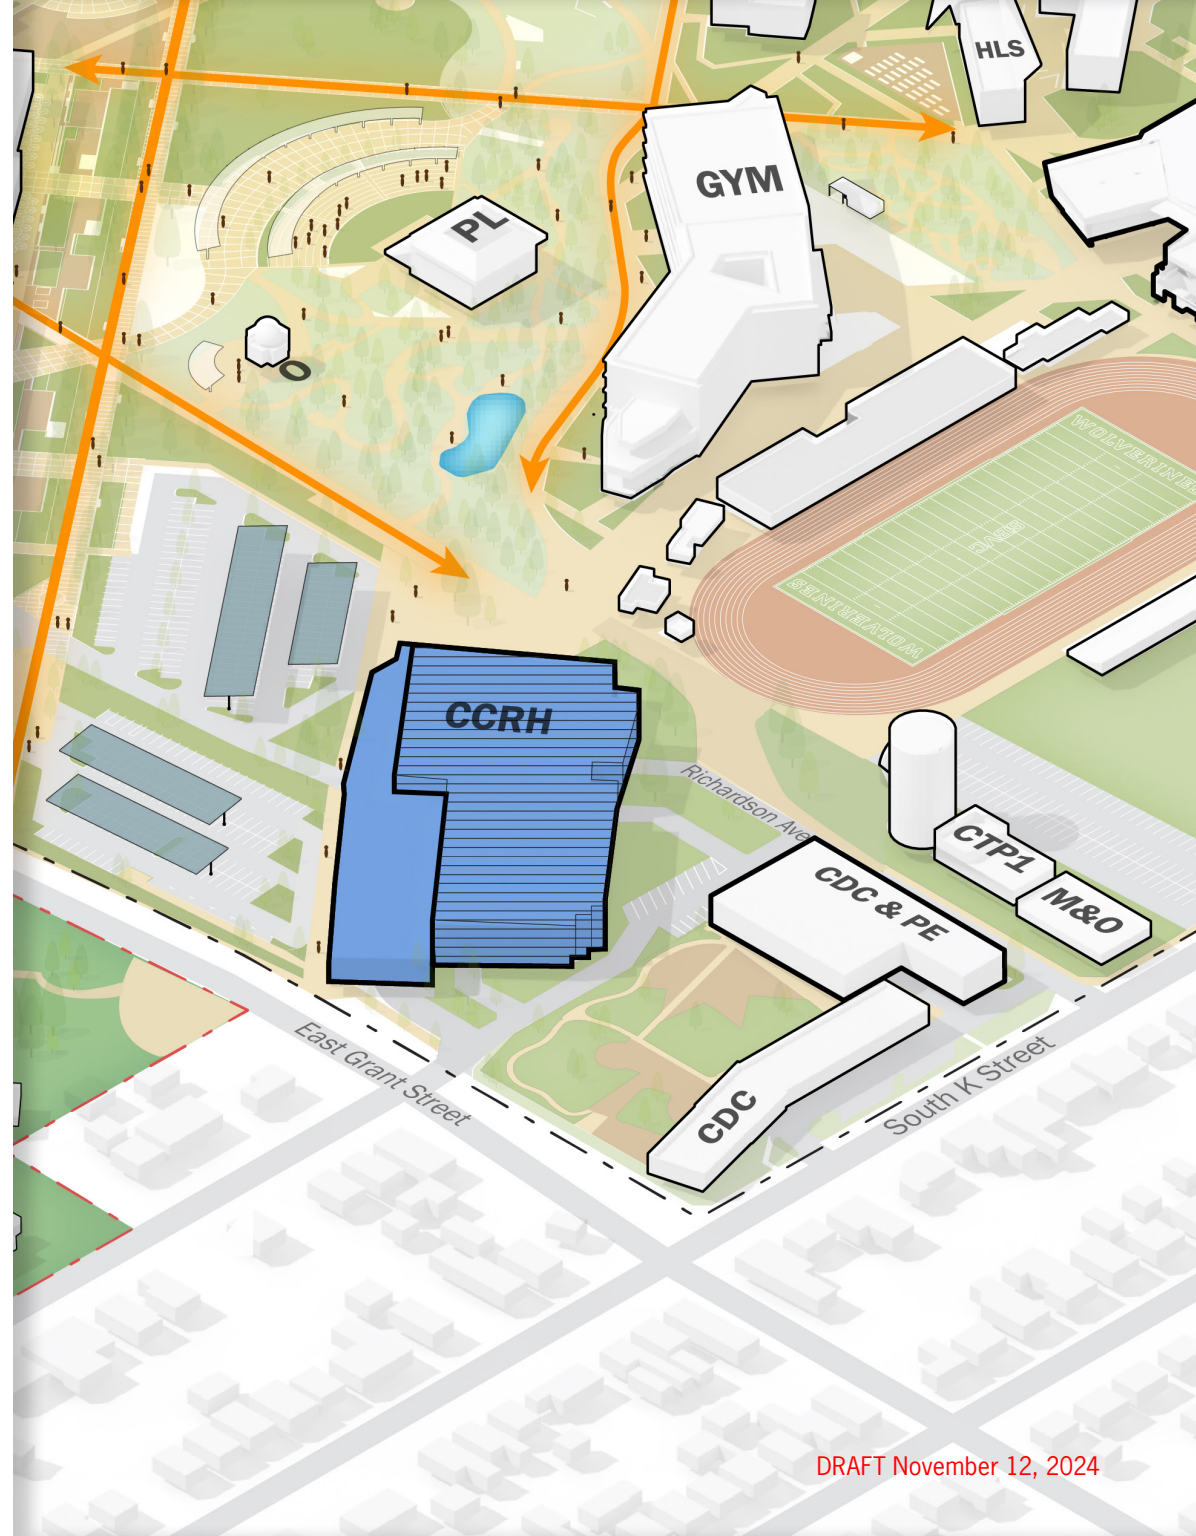 HLS
GYM
PL
O
WOLVERINES
SBVC
WOLVERINES
CCRH
Richardson Ave
CTP1
M&O
CDC & PE
CDC
East Grant Street
South K Street
DRAFT November 12, 2024